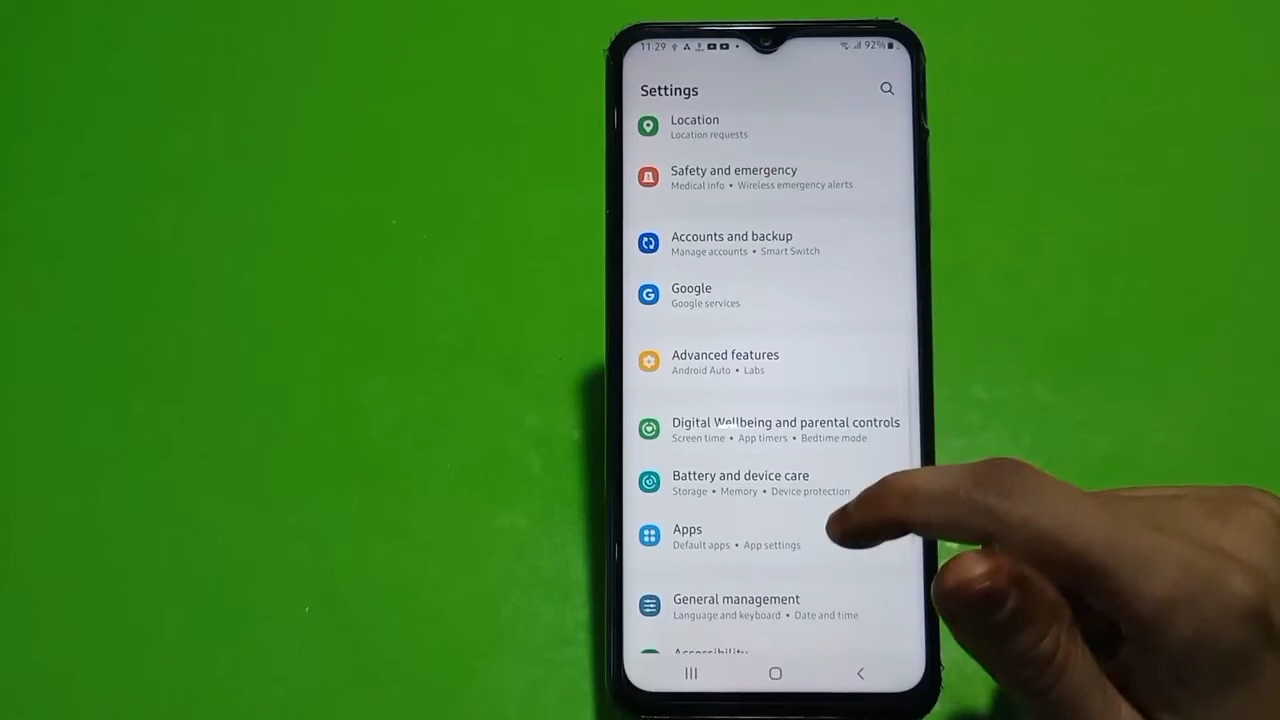 11:29 92%
Settings
Location
Location requests
Safety and emergency
Medical info • Wireless emergency alerts
Accounts and backup
Manage accounts • Smart Switch
Google
Google services
Advanced features
Android Auto • Labs
Digital Wellbeing and parental controls
Screen time • App timers • Bedtime mode
Battery and device care
Storage • Memory • Device protection
Apps
Default apps • App settings
General management
Language and keyboard • Date and time
Accessibility